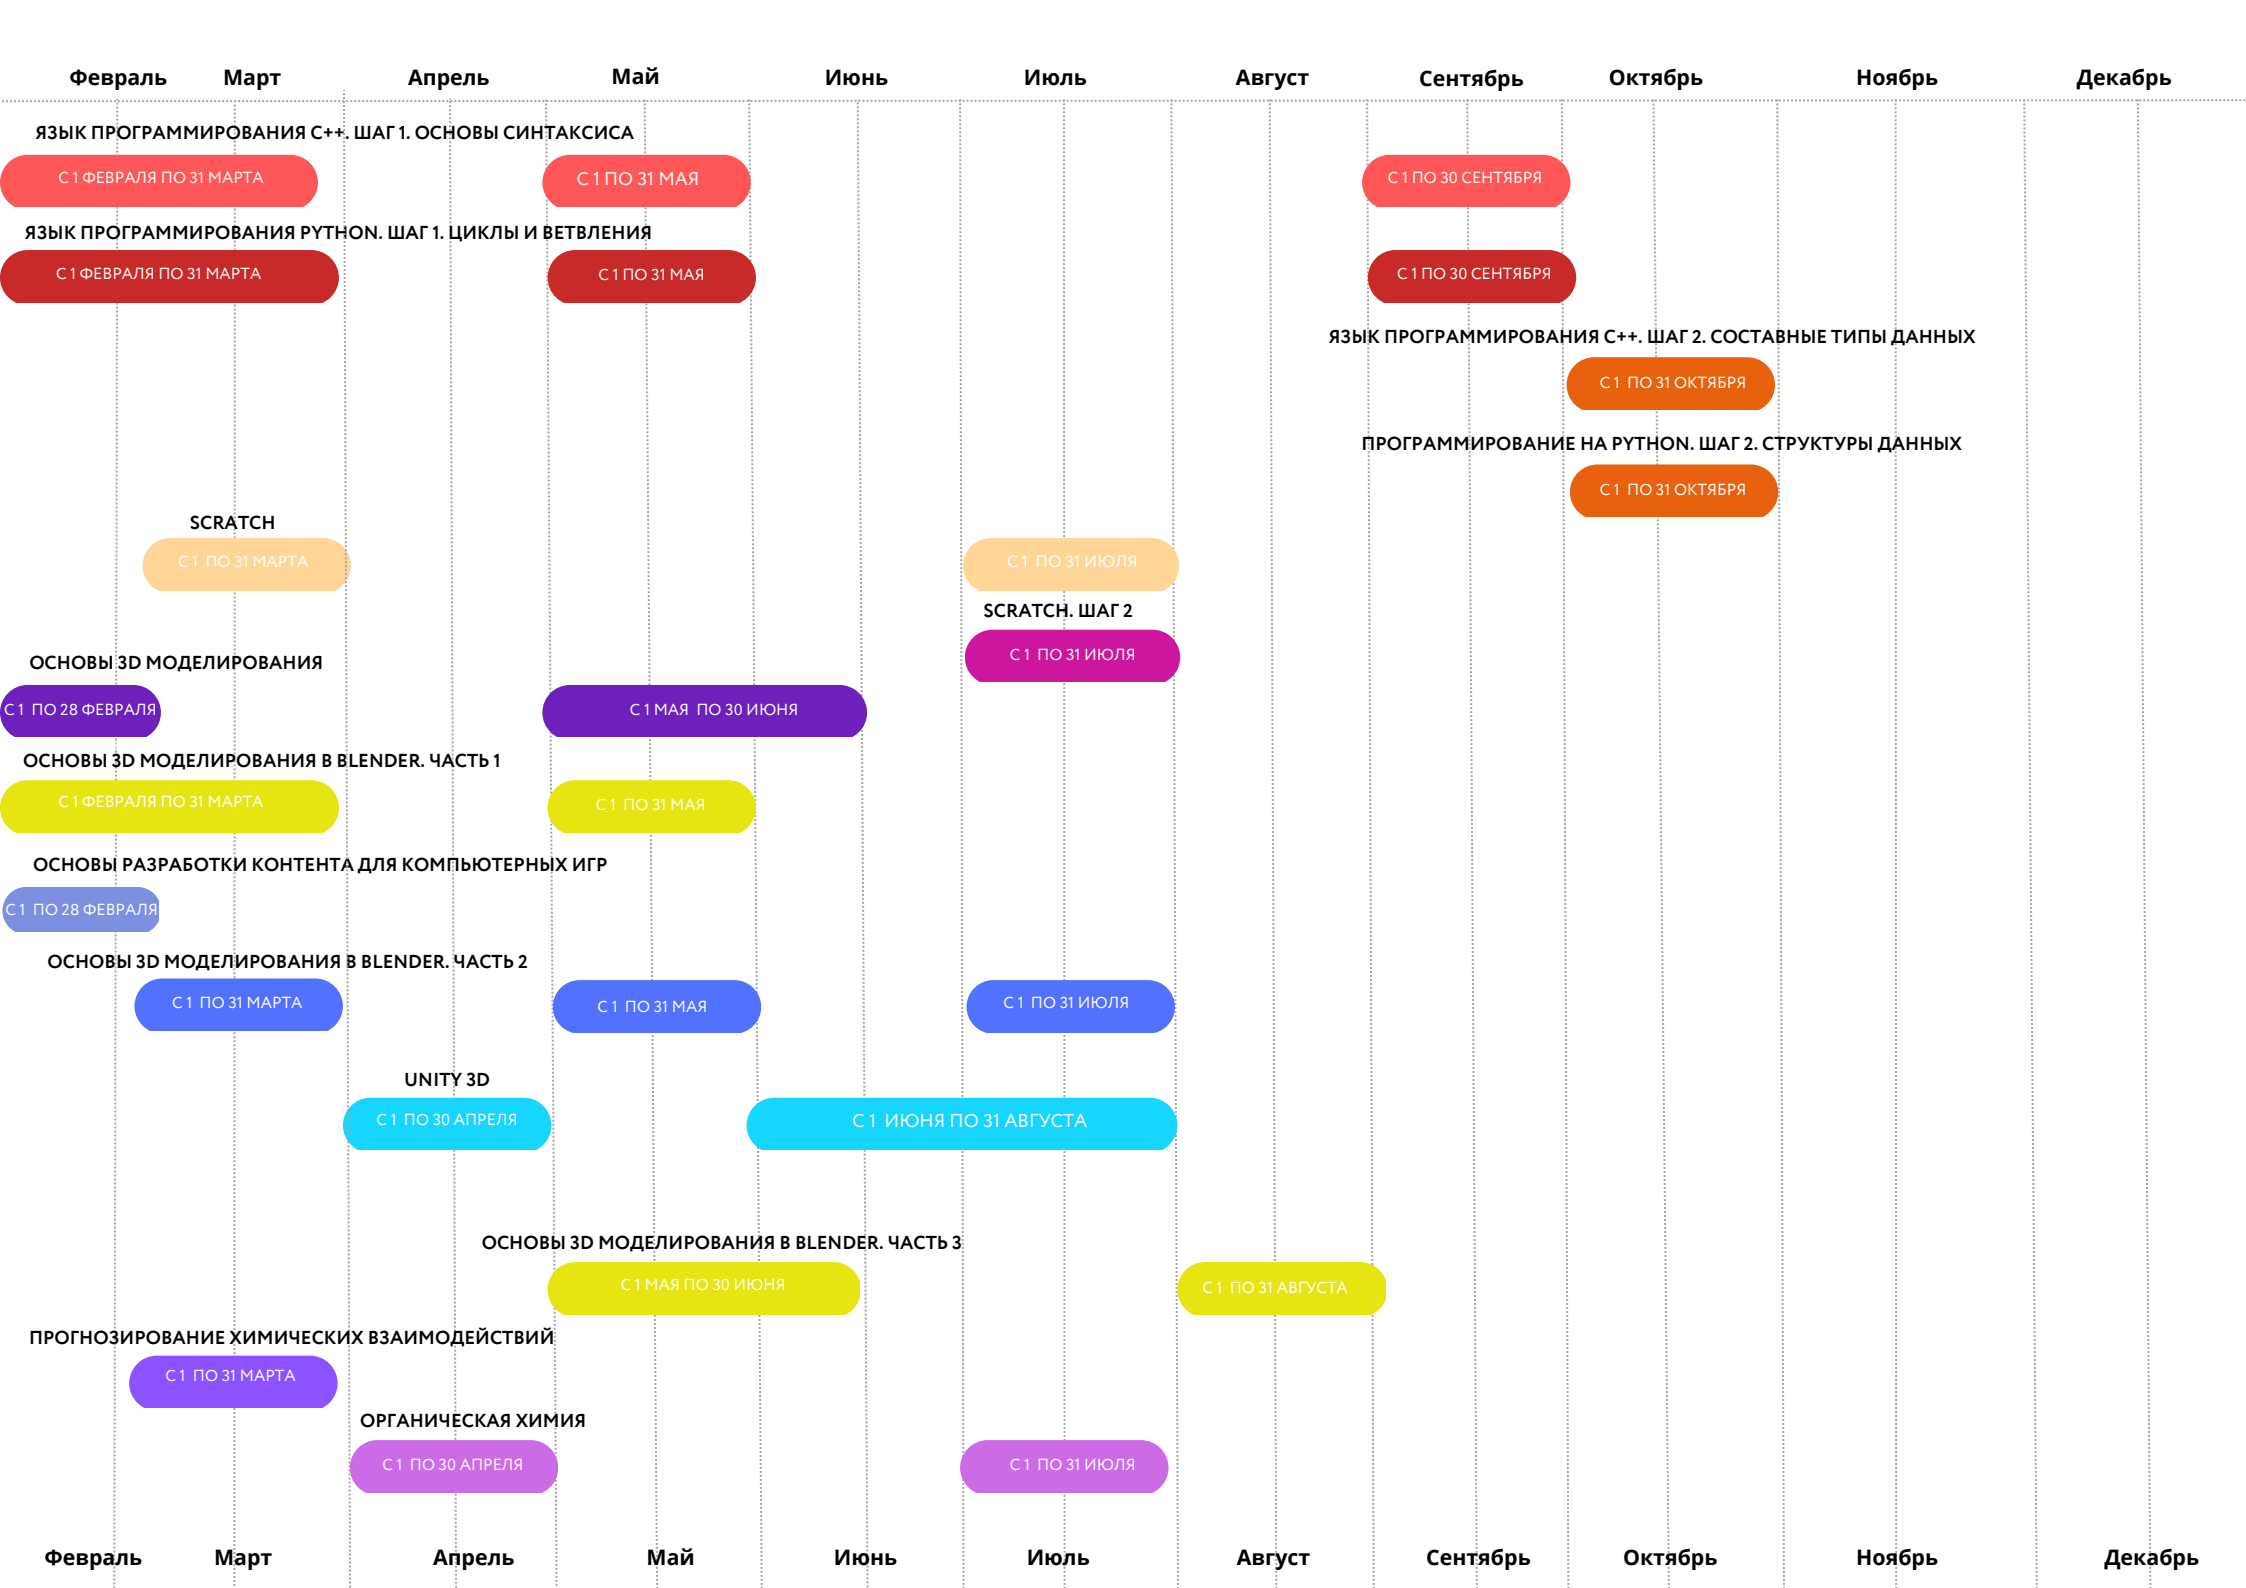 Февраль Март Апрель Май Июнь Июль Август Сентябрь Октябрь Ноябрь Декабрь
ЯЗЫК ПРОГРАММИРОВАНИЯ C++. ШАГ 1. ОСНОВЫ СИНТАКСИСА
С 1 ФЕВРАЛЯ ПО 31 МАРТА С 1 ПО 31 МАЯ С 1 ПО 30 СЕНТЯБРЯ
ЯЗЫК ПРОГРАММИРОВАНИЯ PYTHON. ШАГ 1. ЦИКЛЫ И ВЕТВЛЕНИЯ
С 1 ФЕВРАЛЯ ПО 31 МАРТА С 1 ПО 31 МАЯ С 1 ПО 30 СЕНТЯБРЯ
ЯЗЫК ПРОГРАММИРОВАНИЯ C++. ШАГ 2. СОСТАВНЫЕ ТИПЫ ДАННЫХ
С 1 ПО 31 ОКТЯБРЯ
ПРОГРАММИРОВАНИЕ НА PYTHON. ШАГ 2. СТРУКТУРЫ ДАННЫХ
С 1 ПО 31 ОКТЯБРЯ
SCRATCH
С 1 ПО 31 МАРТА С 1 ПО 31 ИЮЛЯ
SCRATCH. ШАГ 2
С 1 ПО 31 ИЮЛЯ
ОСНОВЫ 3D МОДЕЛИРОВАНИЯ
С 1 ПО 28 ФЕВРАЛЯ С 1 МАЯ ПО 30 ИЮНЯ
ОСНОВЫ 3D МОДЕЛИРОВАНИЯ В BLENDER. ЧАСТЬ 1
С 1 ФЕВРАЛЯ ПО 31 МАРТА С 1 ПО 31 МАЯ
ОСНОВЫ РАЗРАБОТКИ КОНТЕНТА ДЛЯ КОМПЬЮТЕРНЫХ ИГР
С 1 ПО 28 ФЕВРАЛЯ
ОСНОВЫ 3D МОДЕЛИРОВАНИЯ В BLENDER. ЧАСТЬ 2
С 1 ПО 31 МАРТА С 1 ПО 31 МАЯ С 1 ПО 31 ИЮЛЯ
UNITY 3D
С 1 ПО 30 АПРЕЛЯ С 1 ИЮНЯ ПО 31 АВГУСТА
ОСНОВЫ 3D МОДЕЛИРОВАНИЯ В BLENDER. ЧАСТЬ 3
С 1 МАЯ ПО 30 ИЮНЯ С 1 ПО 31 АВГУСТА
ПРОГНОЗИРОВАНИЕ ХИМИЧЕСКИХ ВЗАИМОДЕЙСТВИЙ
С 1 ПО 31 МАРТА
ОРГАНИЧЕСКАЯ ХИМИЯ
С 1 ПО 30 АПРЕЛЯ С 1 ПО 31 ИЮЛЯ
Февраль Март Апрель Май Июнь Июль Август Сентябрь Октябрь Ноябрь Декабрь